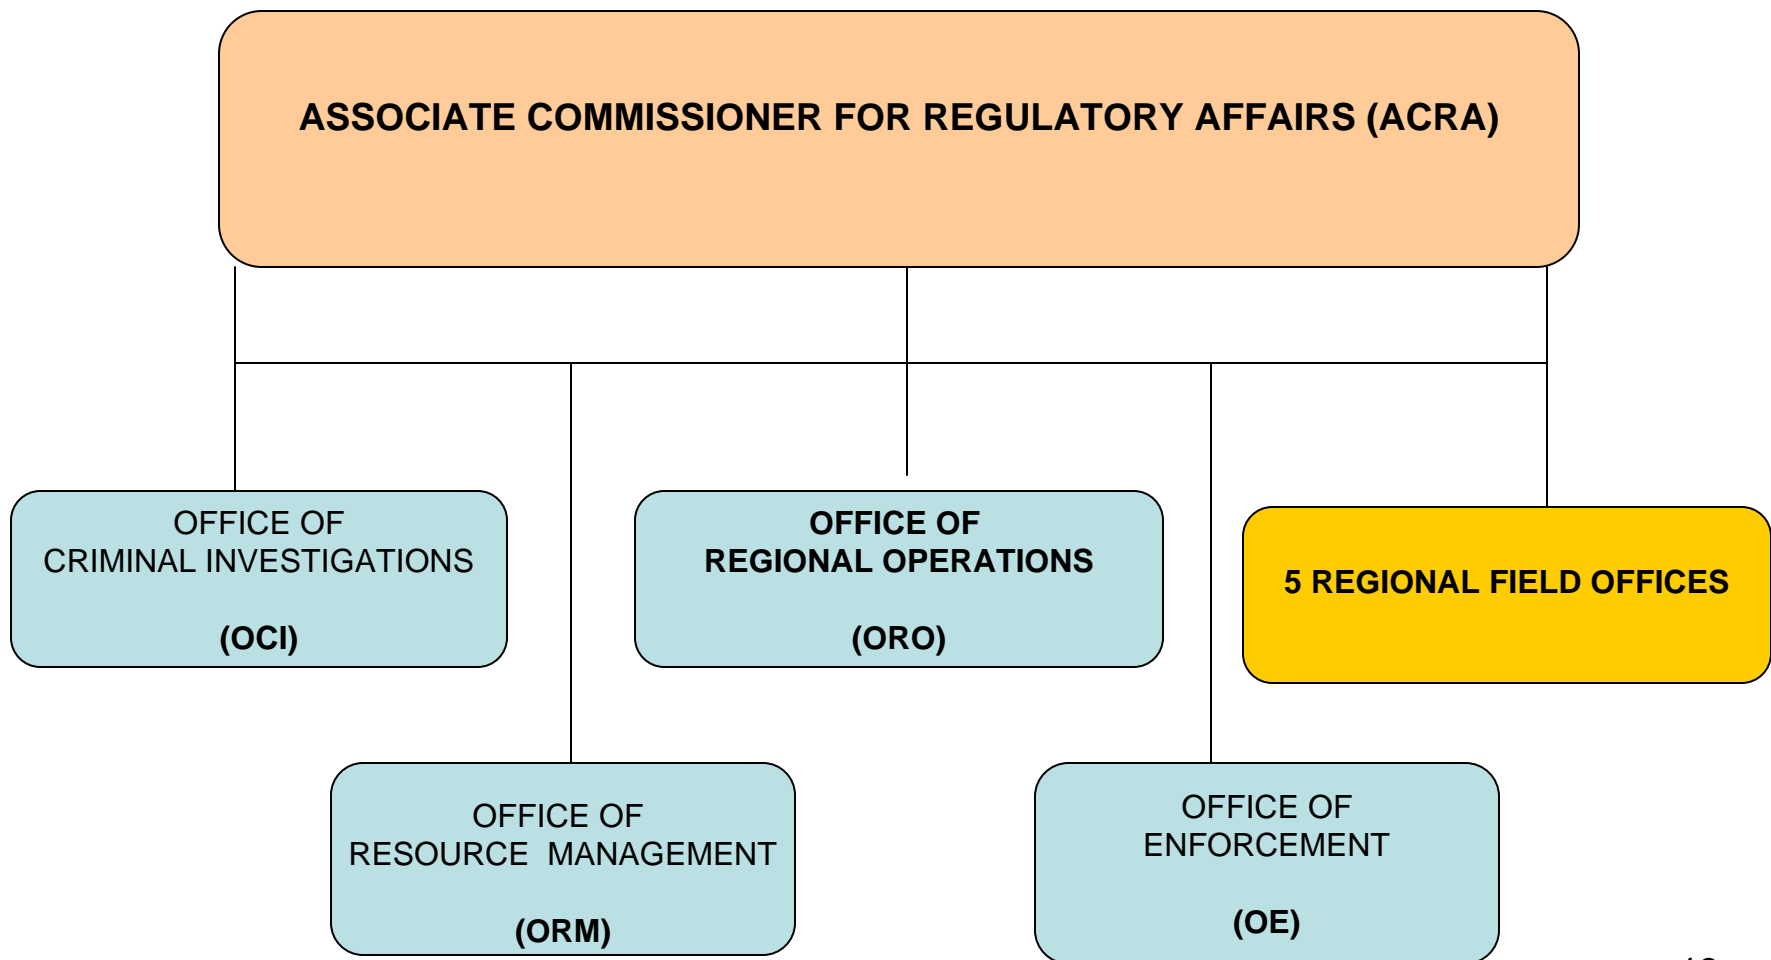 ASSOCIATE COMMISSIONER FOR REGULATORY AFFAIRS (ACRA)
OFFICE OF
CRIMINAL INVESTIGATIONS
(OCI)
OFFICE OF
REGIONAL OPERATIONS
(ORO)
5 REGIONAL FIELD OFFICES
OFFICE OF
RESOURCE MANAGEMENT
(ORM)
OFFICE OF
ENFORCEMENT
(OE)